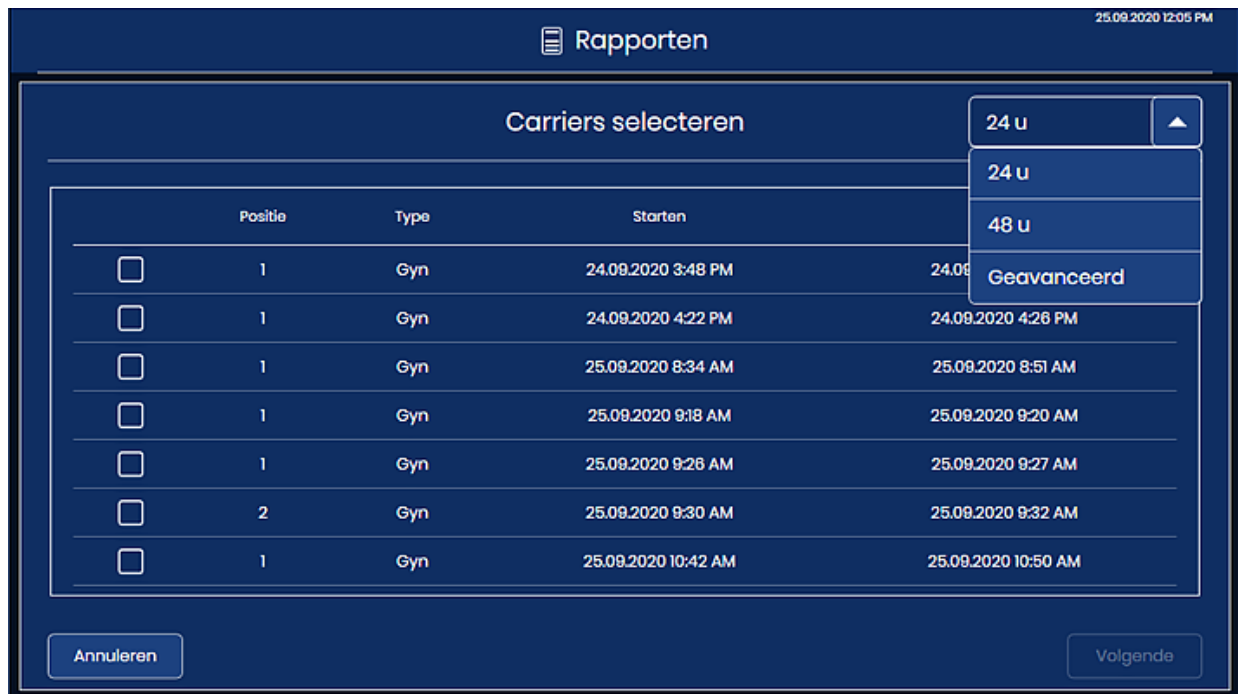 25.09.2020 12:05 PM
Rapporten
Carriers selecteren
24 u
24 u
48 u
Geavanceerd
Positie Type Starten
1 Gyn 24.09.2020 3:48 PM 24.09
1 Gyn 24.09.2020 4:22 PM 24.09.2020 4:26 PM
1 Gyn 25.09.2020 8:34 AM 25.09.2020 8:51 AM
1 Gyn 25.09.2020 9:18 AM 25.09.2020 9:20 AM
1 Gyn 25.09.2020 9:26 AM 25.09.2020 9:27 AM
2 Gyn 25.09.2020 9:30 AM 25.09.2020 9:32 AM
1 Gyn 25.09.2020 10:42 AM 25.09.2020 10:50 AM
Annuleren
Volgende